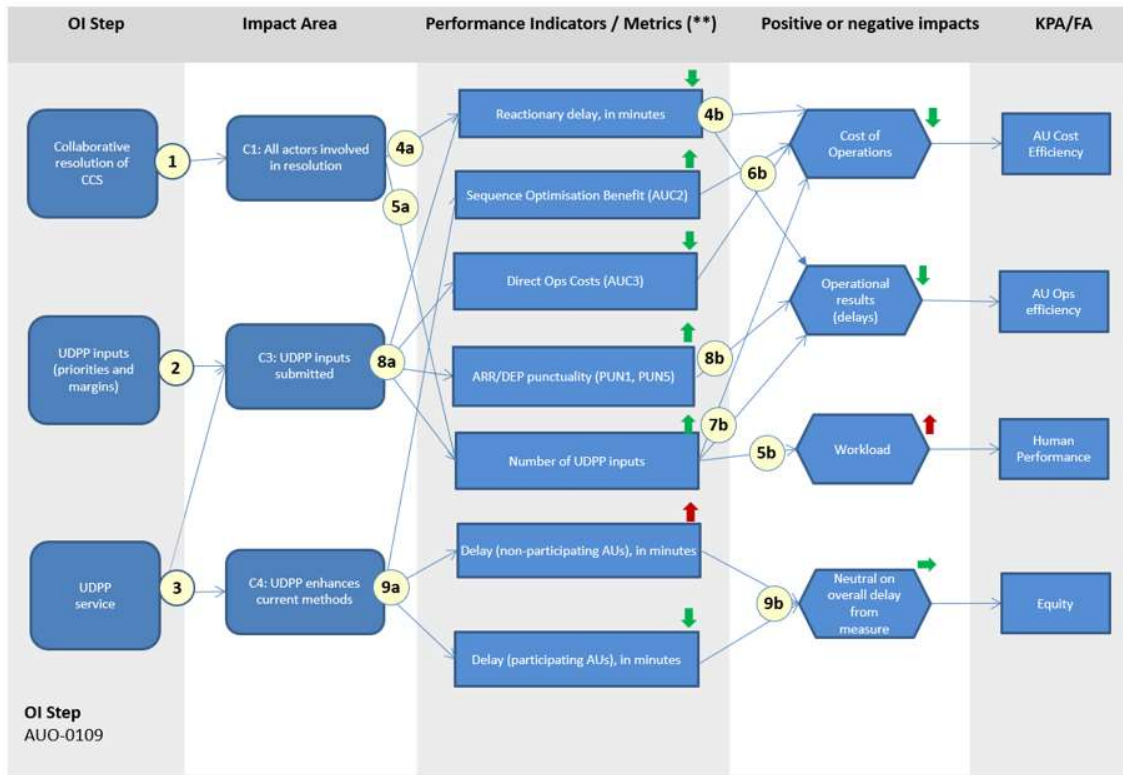 OI Step
Impact Area
Performance Indicators / Metrics (**)
Positive or negative impacts
KPA/FA
Collaborative
resolution of
CCS
1
C1: All actors involved
in resolution
4a
5a
Reactionary delay, in minutes
4b
Cost of
Operations
AU Cost
Efficiency
Sequence Optimisation Benefit (AUC2)
6b
Direct Ops Costs (AUC3)
Operational
results
(delays)
AU Ops
efficiency
UDPP inputs
(priorities and
margins)
2
C3: UDPP inputs
submitted
8a
ARR/DEP punctuality (PUN1, PUN5)
8b
7b
Number of UDPP inputs
5b
Workload
Human
Performance
UDPP
service
3
C4: UDPP enhances
current methods
9a
Delay (non-participating AUs), in minutes
9b
Neutral on
overall delay
from
measure
Equity
Delay (participating AUs), in minutes
OI Step
AUO-0109